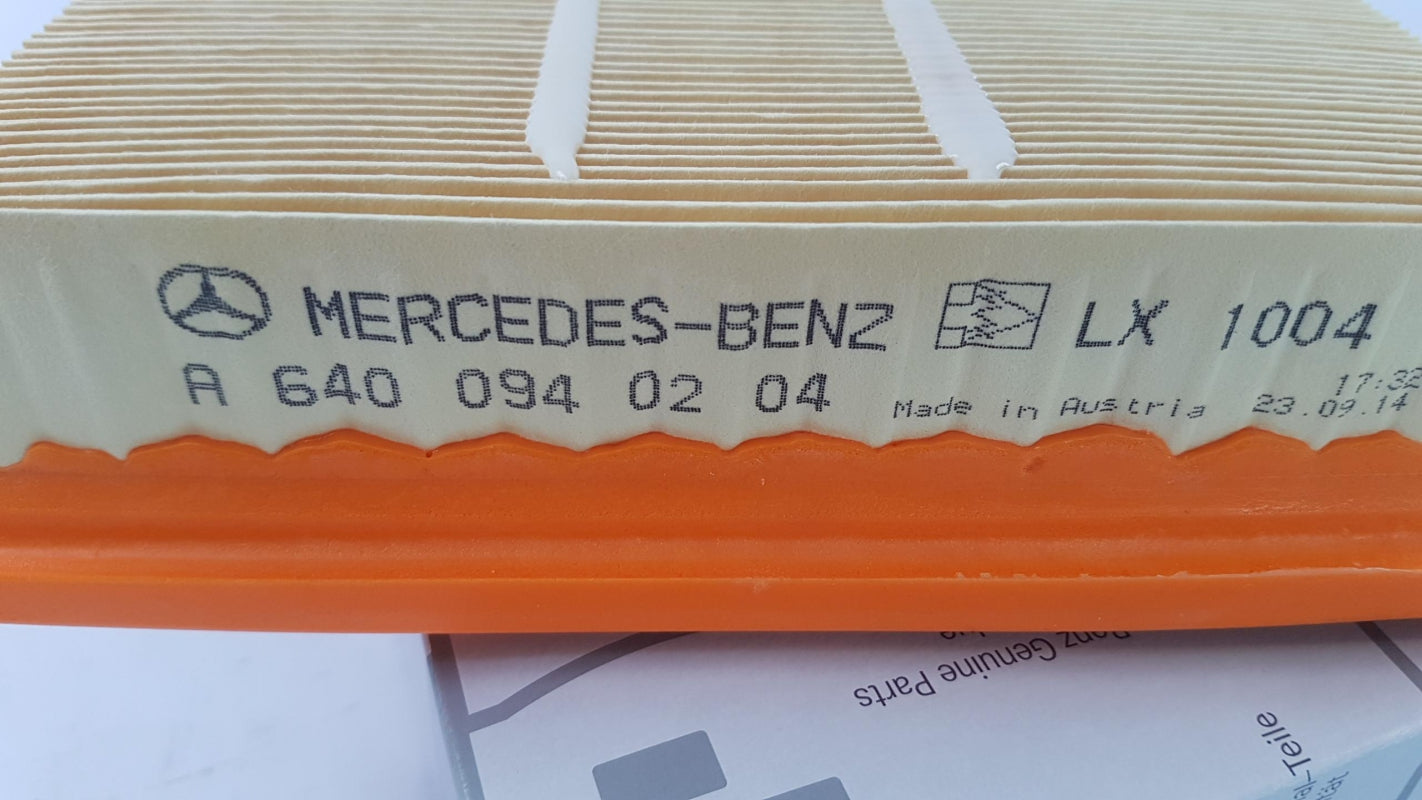 MERCEDES-BENZ LX 1004
A 640 094 02 04
17:32
Made in Austria 23.09.14
Benz Genuine Parts
-Teile